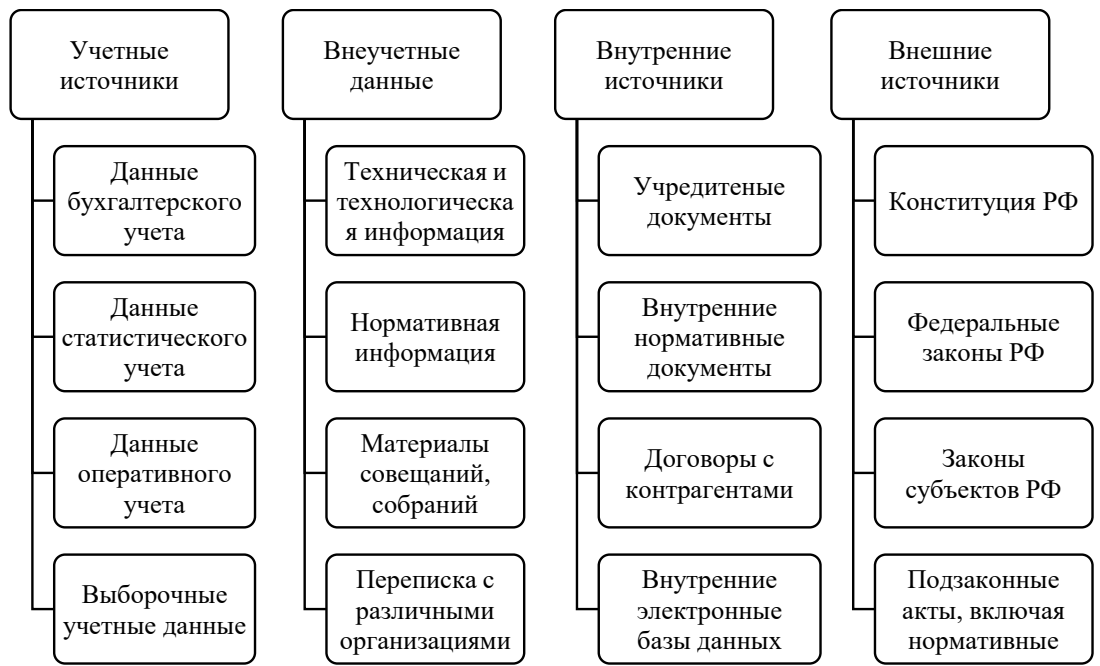 Учетные
источники
Данные
бухгалтерского
учета
Данные
статистического
учета
Данные
оперативного
учета
Выборочные
учетные данные
Внеучетные
данные
Техническая и
технологическа
я информация
Нормативная
информация
Материалы
совещаний,
собраний
Переписка с
различными
организациями
Внутренние
источники
Учредитеные
документы
Внутренние
нормативные
документы
Договоры с
контрагентами
Внутренние
электронные
базы данных
Внешние
источники
Конституция РФ
Федеральные
законы РФ
Законы
субъектов РФ
Подзаконные
акты, включая
нормативные